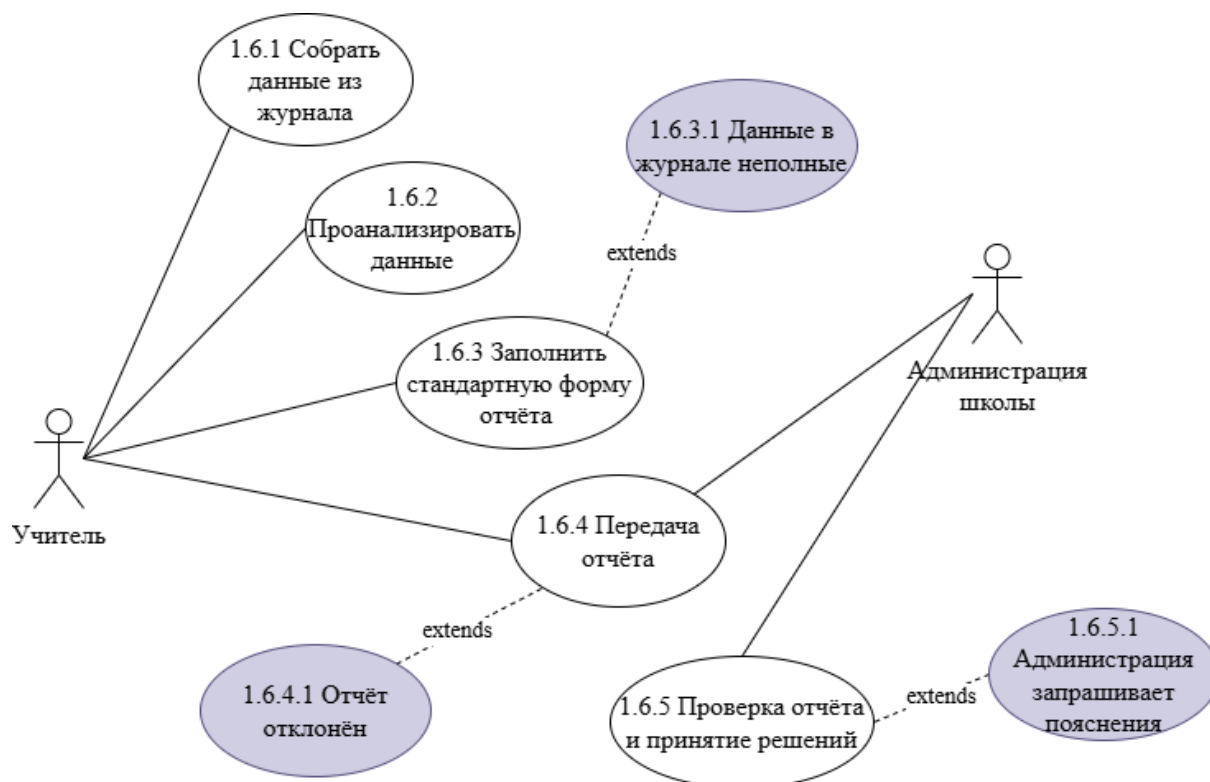 1.6.1 Собрать
данные из
журнала
1.6.3.1 Данные в
журнале неполные
1.6.2
Проанализировать
данные
extends
1.6.3 Заполнить
стандартную форму
отчёта
Администрация
школы
Учитель
1.6.4 Передача
отчёта
extends
1.6.4.1 Отчёт
отклонён
1.6.5 Проверка отчёта
и принятие решений
extends
1.6.5.1
Администрация
запрашивает
пояснения